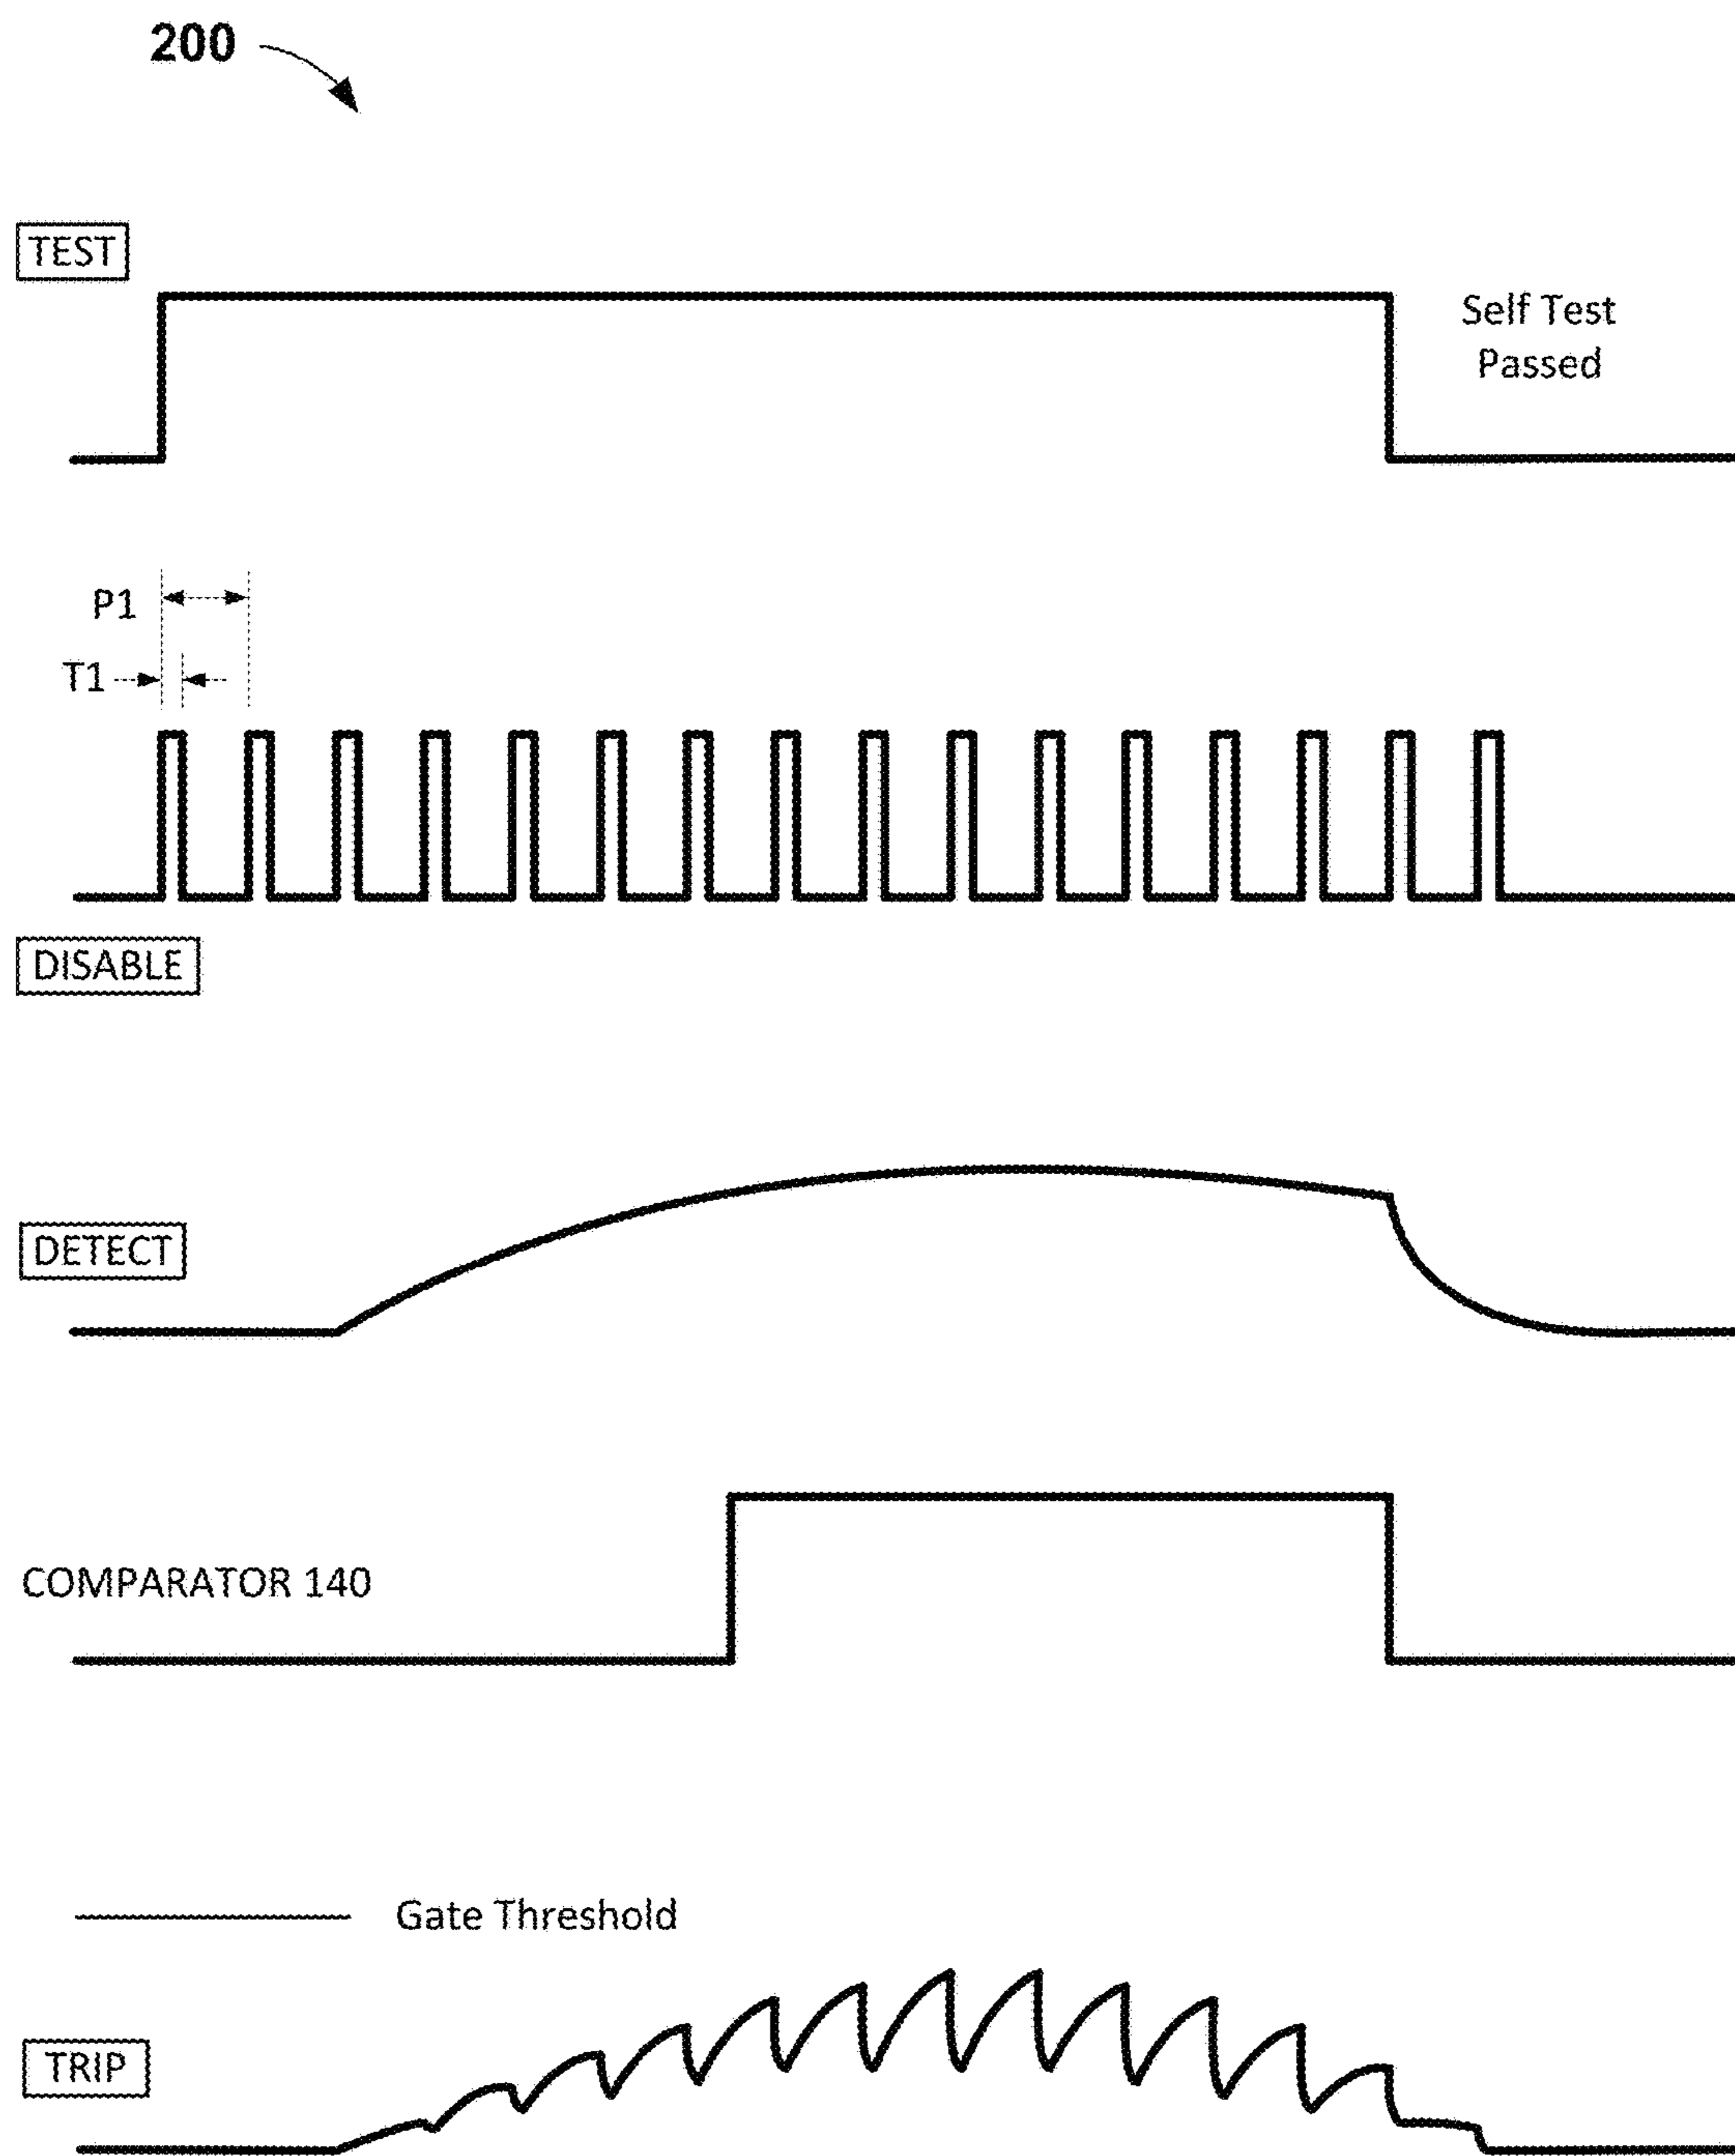 200
TEST
Self Test
Passed
P1
T1
DISABLE
DETECT
COMPARATOR 140
Gate Threshold
TRIP